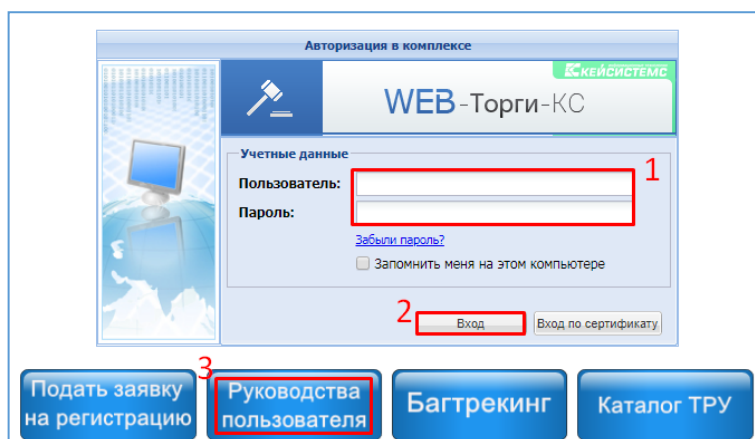 Авторизация в комплексе
КЕЙСИСТЕМС
WEB-Торги-КС
Учетные данные
1
Пользователь:
Пароль:
Забыли пароль?
Запомнить меня на этом компьютере
2
Вход
Вход по сертификату
3
Подать заявку
на регистрацию
Руководства
пользователя
Багтрекинг
Каталог ТРУ